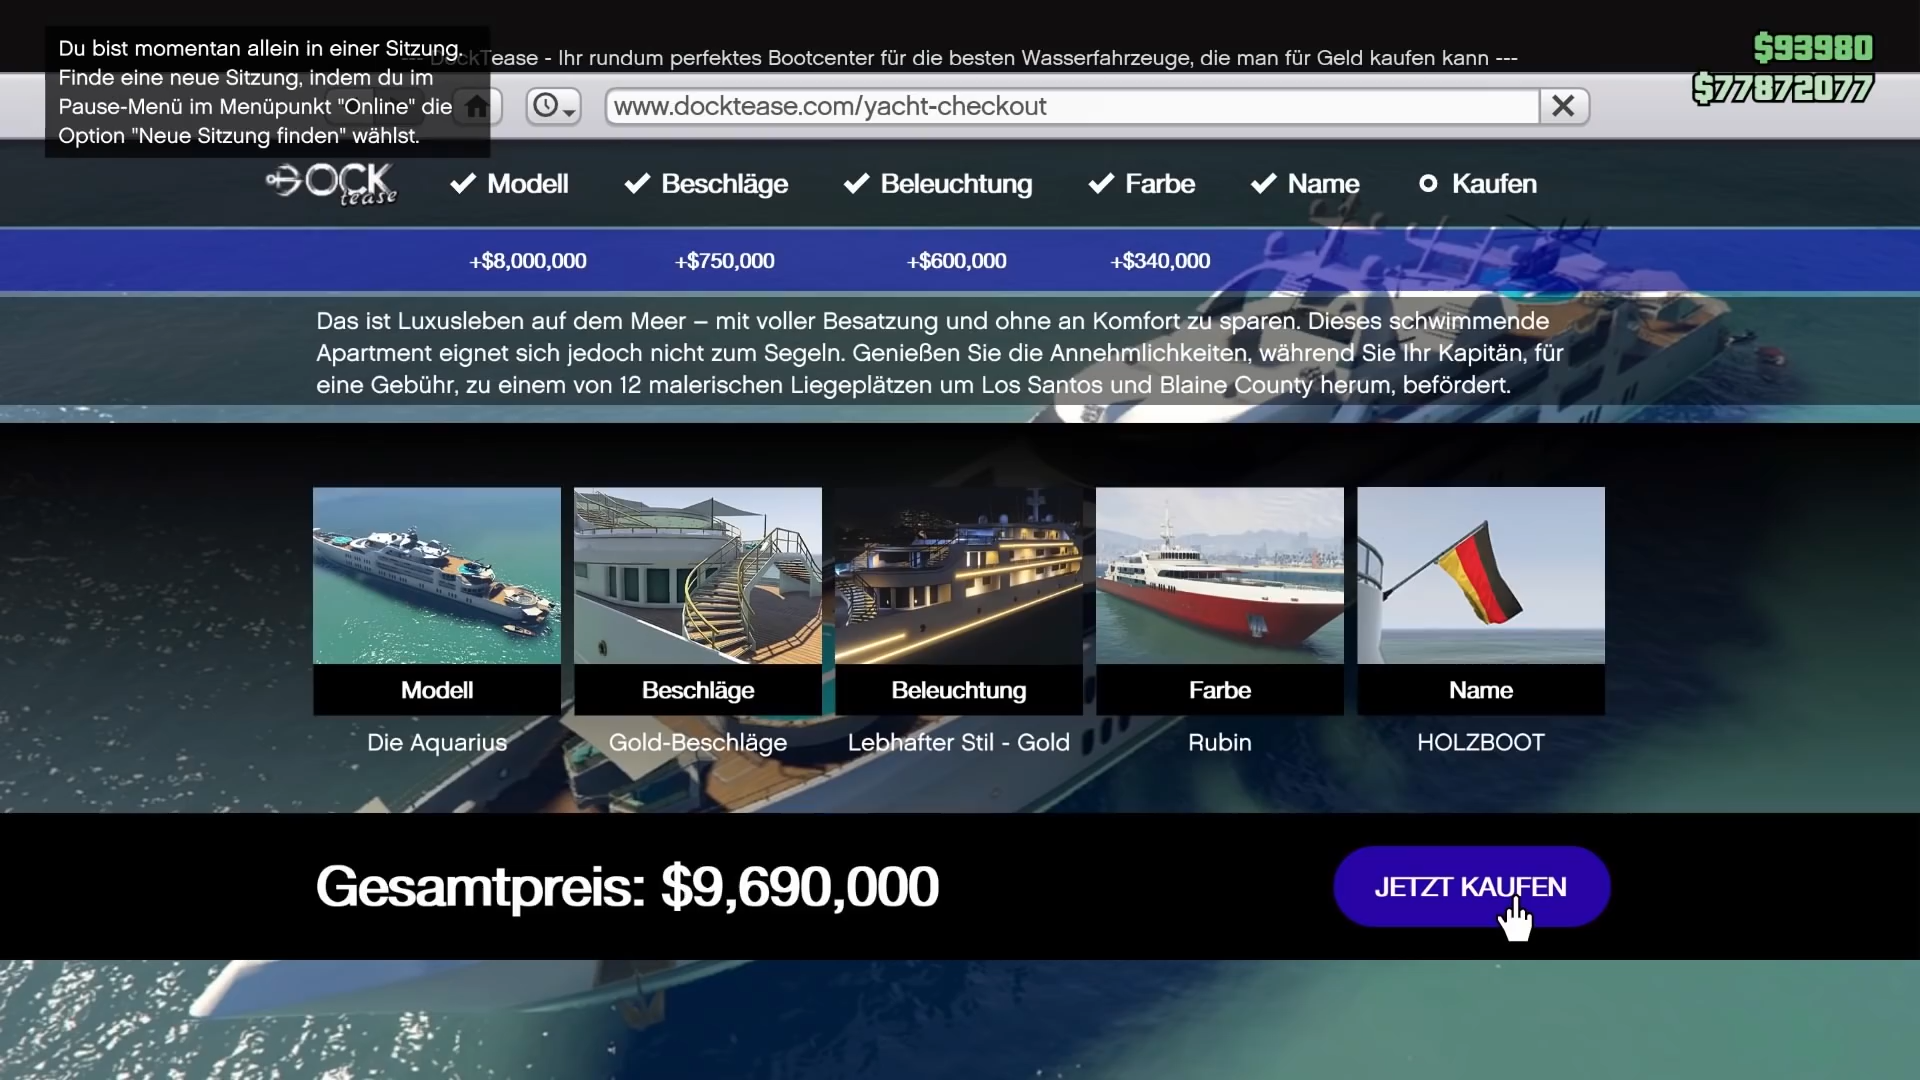 Du bist momentan allein in einer Sitzung.
Finde eine neue Sitzung, indem du im
Pause-Menü im Menüpunkt "Online" die
Option "Neue Sitzung finden" wählst.
--- DockTease - Ihr rundum perfektes Bootcenter für die besten Wasserfahrzeuge, die man für Geld kaufen kann ---
$93980
$77872077
www.docktease.com/yacht-checkout
DOCK tease
Modell Beschläge Beleuchtung Farbe Name Kaufen
+$8,000,000 +$750,000 +$600,000 +$340,000
Das ist Luxusleben auf dem Meer – mit voller Besatzung und ohne an Komfort zu sparen. Dieses schwimmende
Apartment eignet sich jedoch nicht zum Segeln. Genießen Sie die Annehmlichkeiten, während Sie Ihr Kapitän, für
eine Gebühr, zu einem von 12 malerischen Liegeplätzen um Los Santos und Blaine County herum, befördert.
Modell Beschläge Beleuchtung Farbe Name
Die Aquarius Gold-Beschläge Lebhafter Stil - Gold Rubin HOLZBOOT
Gesamtpreis: $9,690,000
JETZT KAUFEN